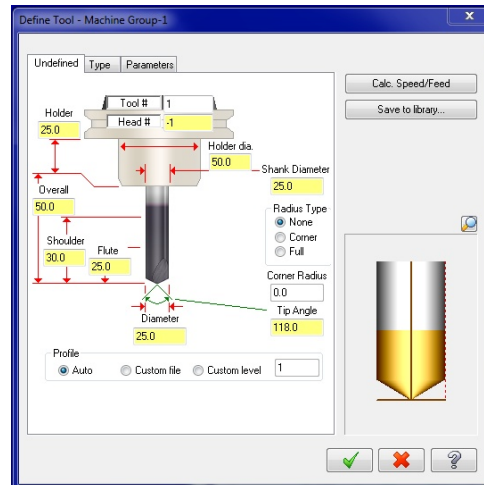 Define Tool - Machine Group-1
x
Undefined Type Parameters
Calc. Speed/Feed
Save to library...
Tool # 1
Head # -1
Holder
25.0
Holder dia.
50.0
Shank Diameter
25.0
Overall
50.0
Radius Type
None
Corner
Full
Shoulder
30.0
Flute
25.0
Corner Radius
0.0
Tip Angle
118.0
Diameter
25.0
Profile
Auto Custom file Custom level 1
?